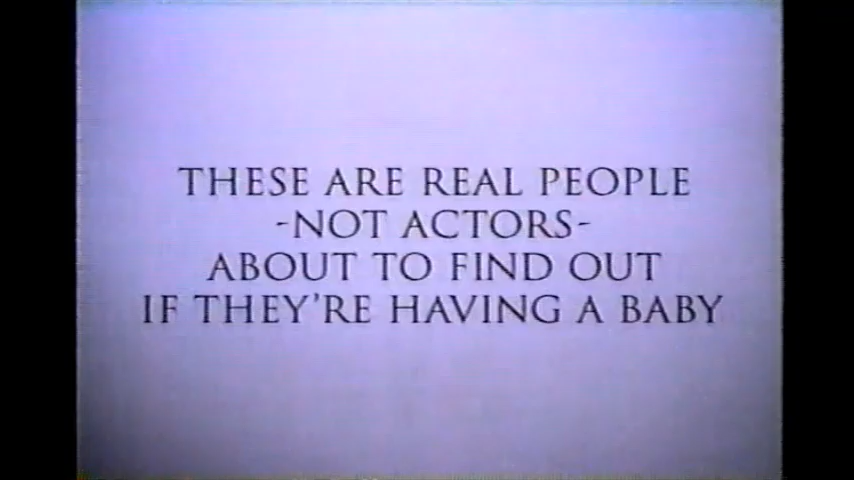 THESE ARE REAL PEOPLE
-NOT ACTORS-
ABOUT TO FIND OUT
IF THEY'RE HAVING A BABY